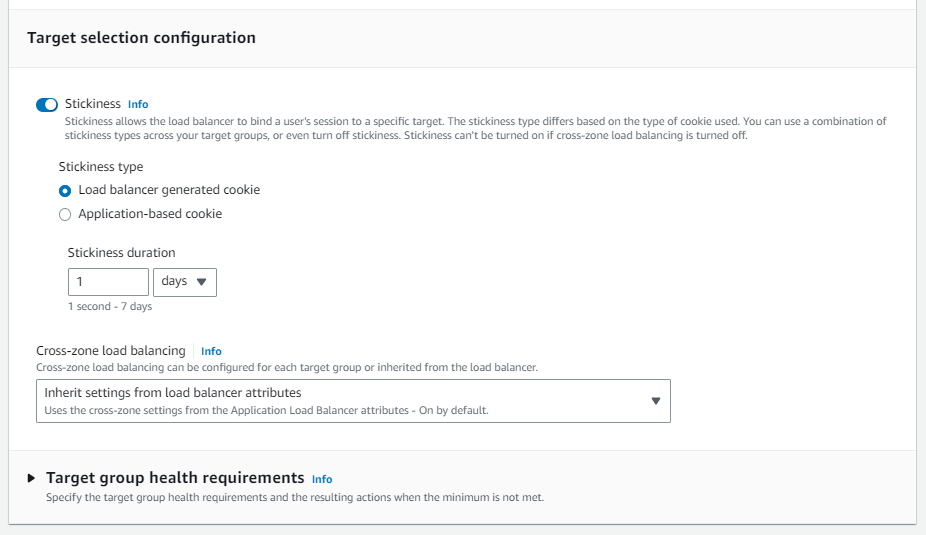 Target selection configuration
Stickiness Info
Stickiness allows the load balancer to bind a user's session to a specific target. The stickiness type differs based on the type of cookie used. You can use a combination of
stickiness types across your target groups, or even turn off stickiness. Stickiness can't be turned on if cross-zone load balancing is turned off.
Stickiness type
Load balancer generated cookie
Application-based cookie
Stickiness duration
1 days
1 second - 7 days
Cross-zone load balancing Info
Cross-zone load balancing can be configured for each target group or inherited from the load balancer.
Inherit settings from load balancer attributes
Uses the cross-zone settings from the Application Load Balancer attributes - On by default.
Target group health requirements Info
Specify the target group health requirements and the resulting actions when the minimum is not met.